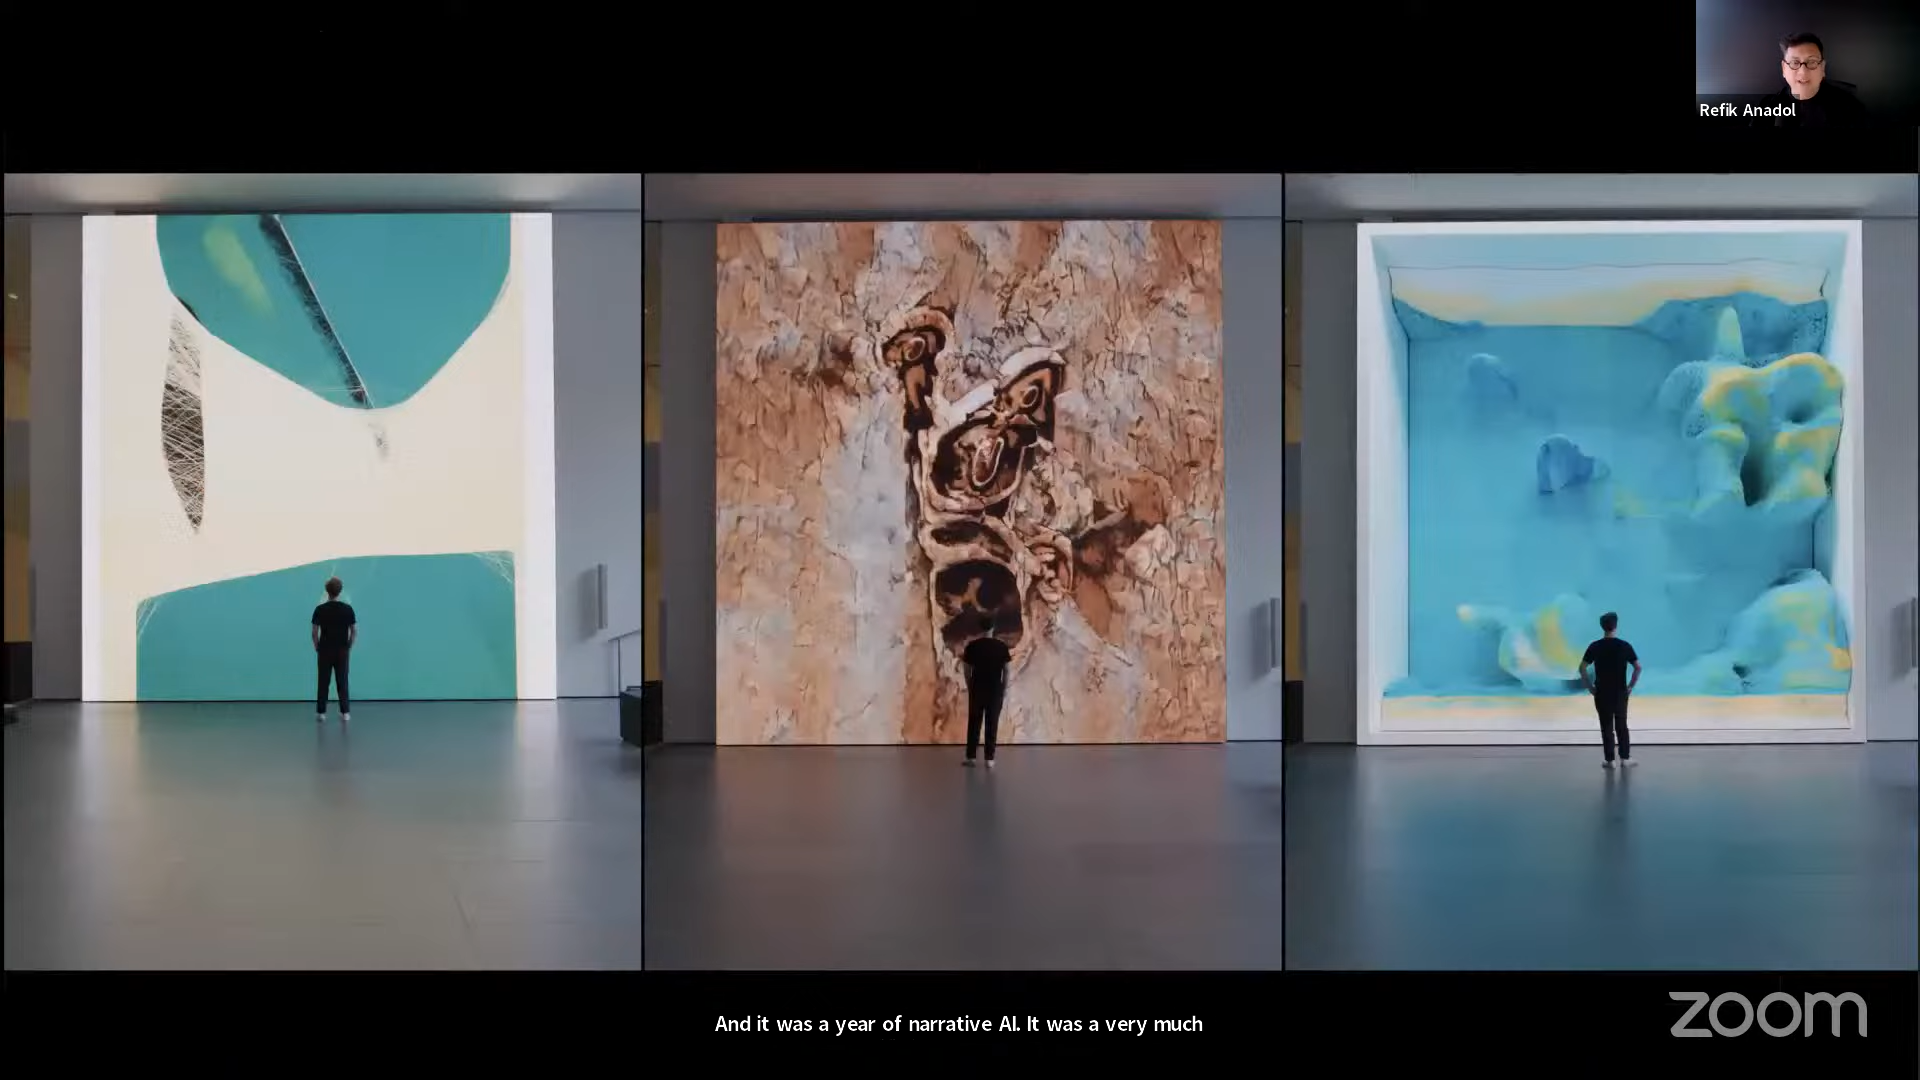 Refik Anadol
And it was a year of narrative AI. It was a very much
zoom